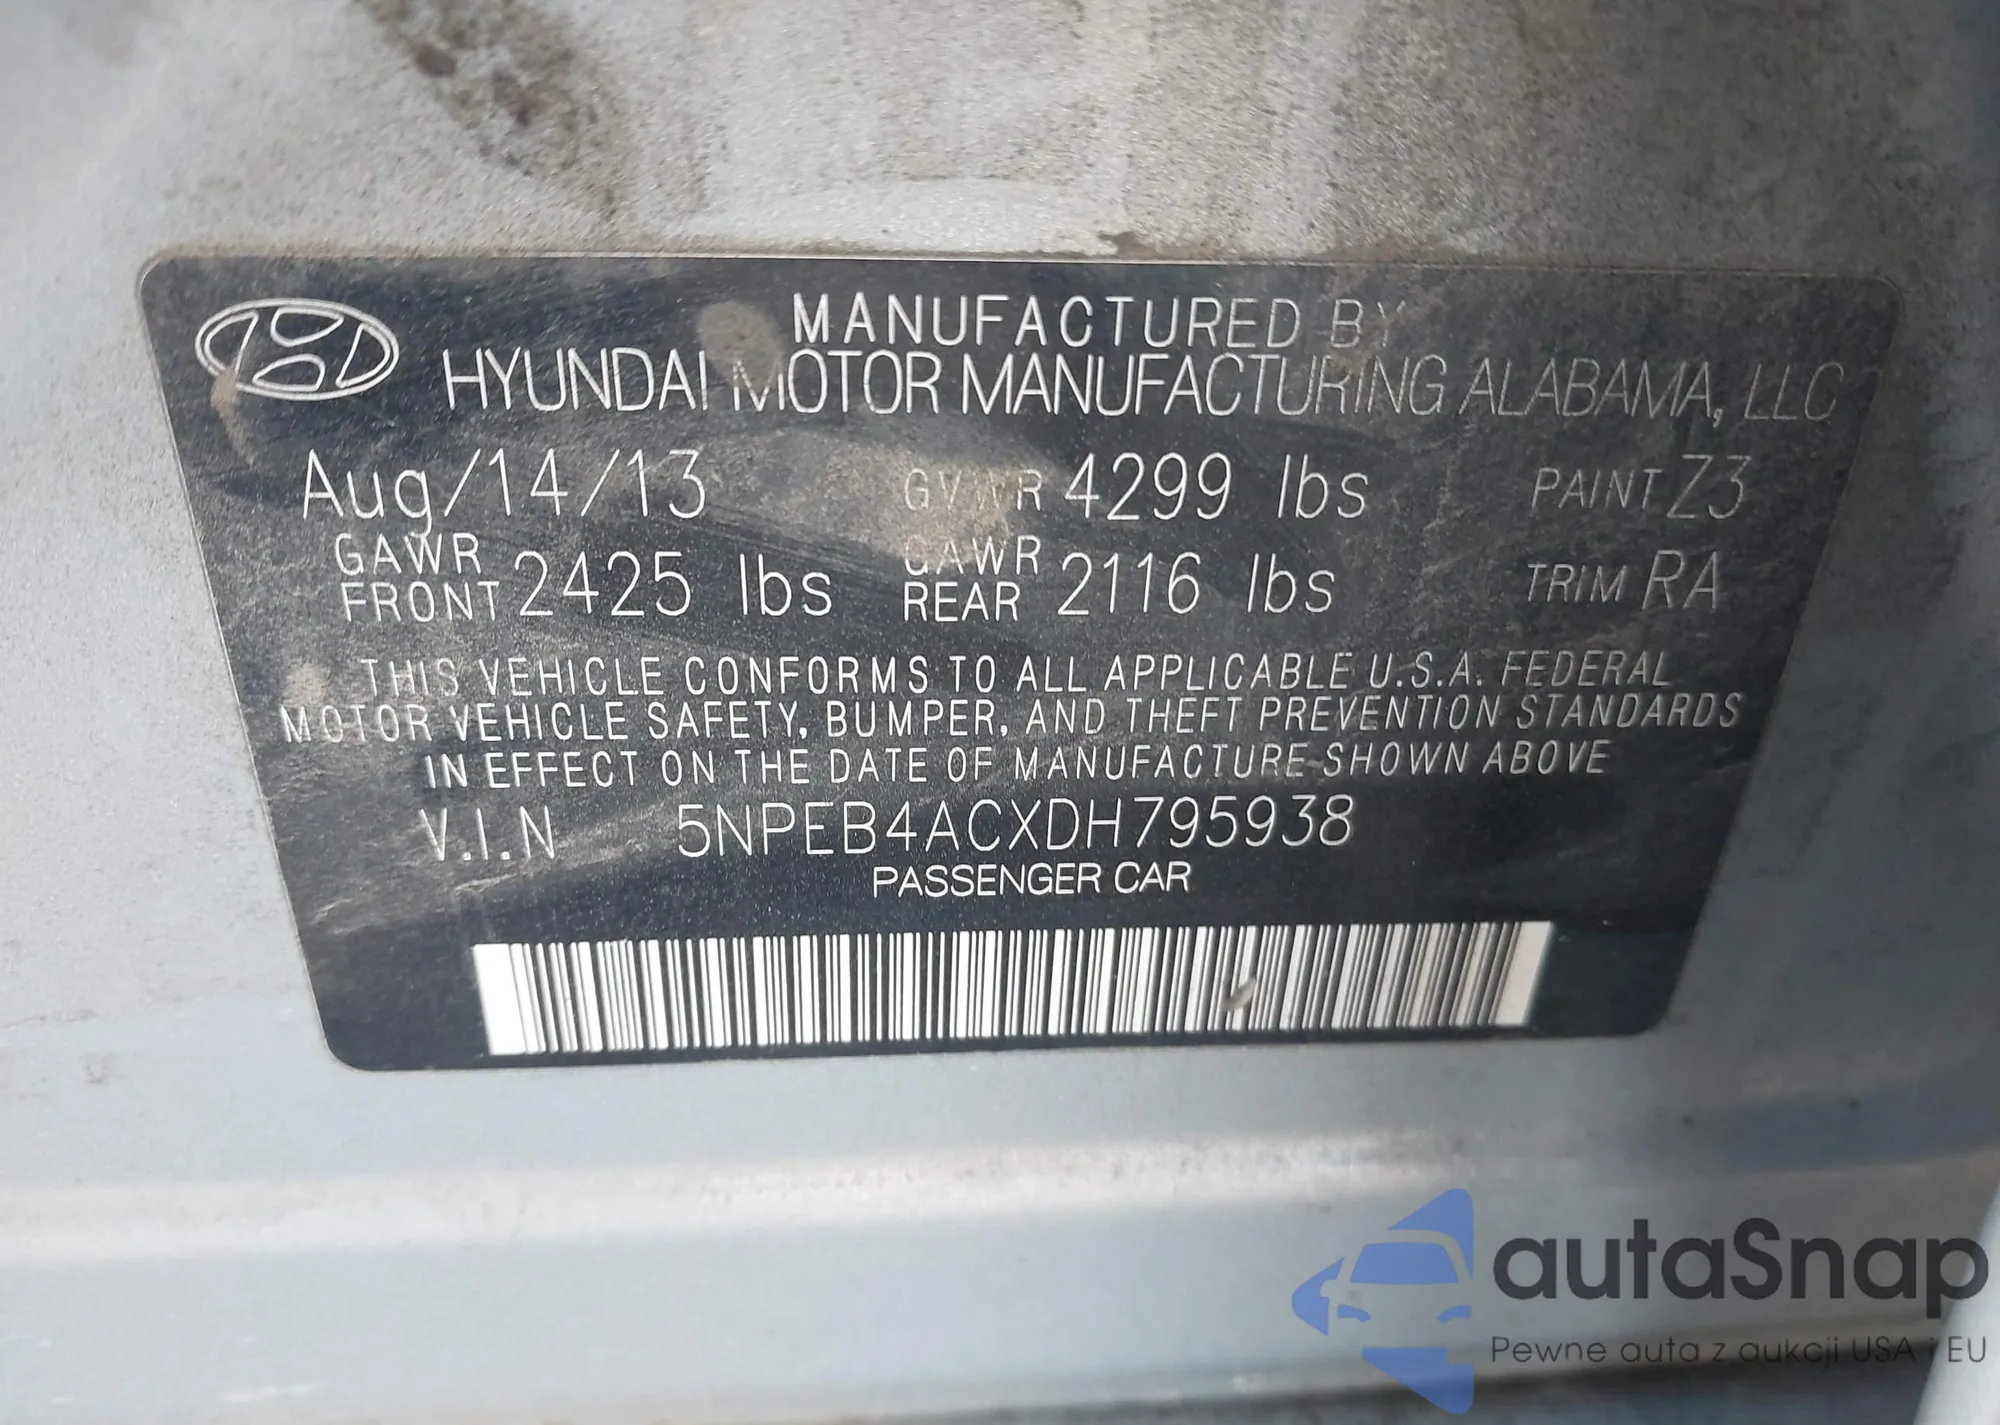 MANUFACTURED BY
HYUNDAI MOTOR MANUFACTURING ALABAMA, LLC
Aug/14/13 GVWR 4299 lbs PAINT Z3
GAWR FRONT 2425 lbs GAWR REAR 2116 lbs TRIM RA
THIS VEHICLE CONFORMS TO ALL APPLICABLE U.S.A. FEDERAL
MOTOR VEHICLE SAFETY, BUMPER, AND THEFT PREVENTION STANDARDS
IN EFFECT ON THE DATE OF MANUFACTURE SHOWN ABOVE
V.I.N 5NPEB4ACXDH795938
PASSENGER CAR
autaSnap
Pewne auta z aukcji USA i EU